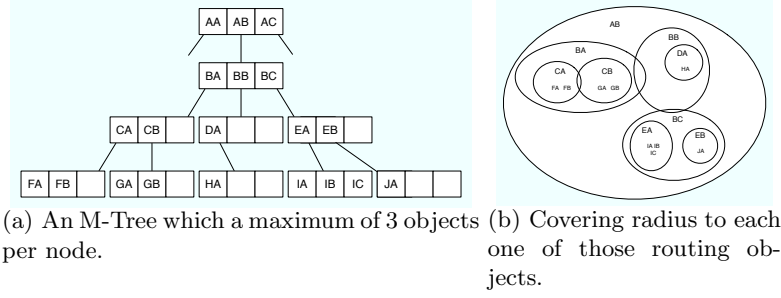 AA AB AC
BA BB BC
CA CB DA EA EB
FA FB GA GB HA IA IB IC JA
(a) An M-Tree which a maximum of 3 objects
per node.
AB
BB
BA
DA
HA
CA CB
FA FB GA GB
BC
EA EB
IA IB
IC
JA
(b) Covering radius to each
one of those routing ob-
jects.